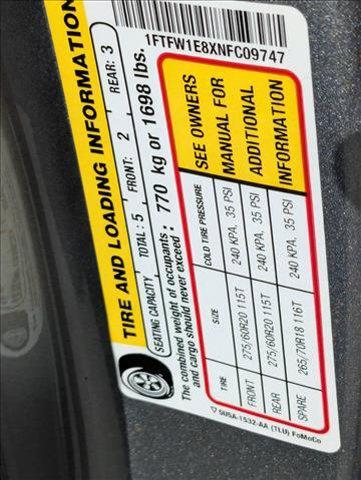 TIRE AND LOADING INFORMATION
SEATING CAPACITY TOTAL: 5 FRONT: 2 REAR: 3
The combined weight of occupants and cargo should never exceed: 770 kg or 1698 lbs.
TIRE SIZE COLD TIRE PRESSURE
FRONT 275/60R20 115T 240 KPA, 35 PSI
REAR 275/60R20 115T 240 KPA, 35 PSI
SPARE 265/70R18 116T 240 KPA, 35 PSI
SEE OWNERS
MANUAL FOR
ADDITIONAL
INFORMATION
1FTFW1E8XNFC09747
▽ 5U5A-1532-AA (TLU) FoMoCo